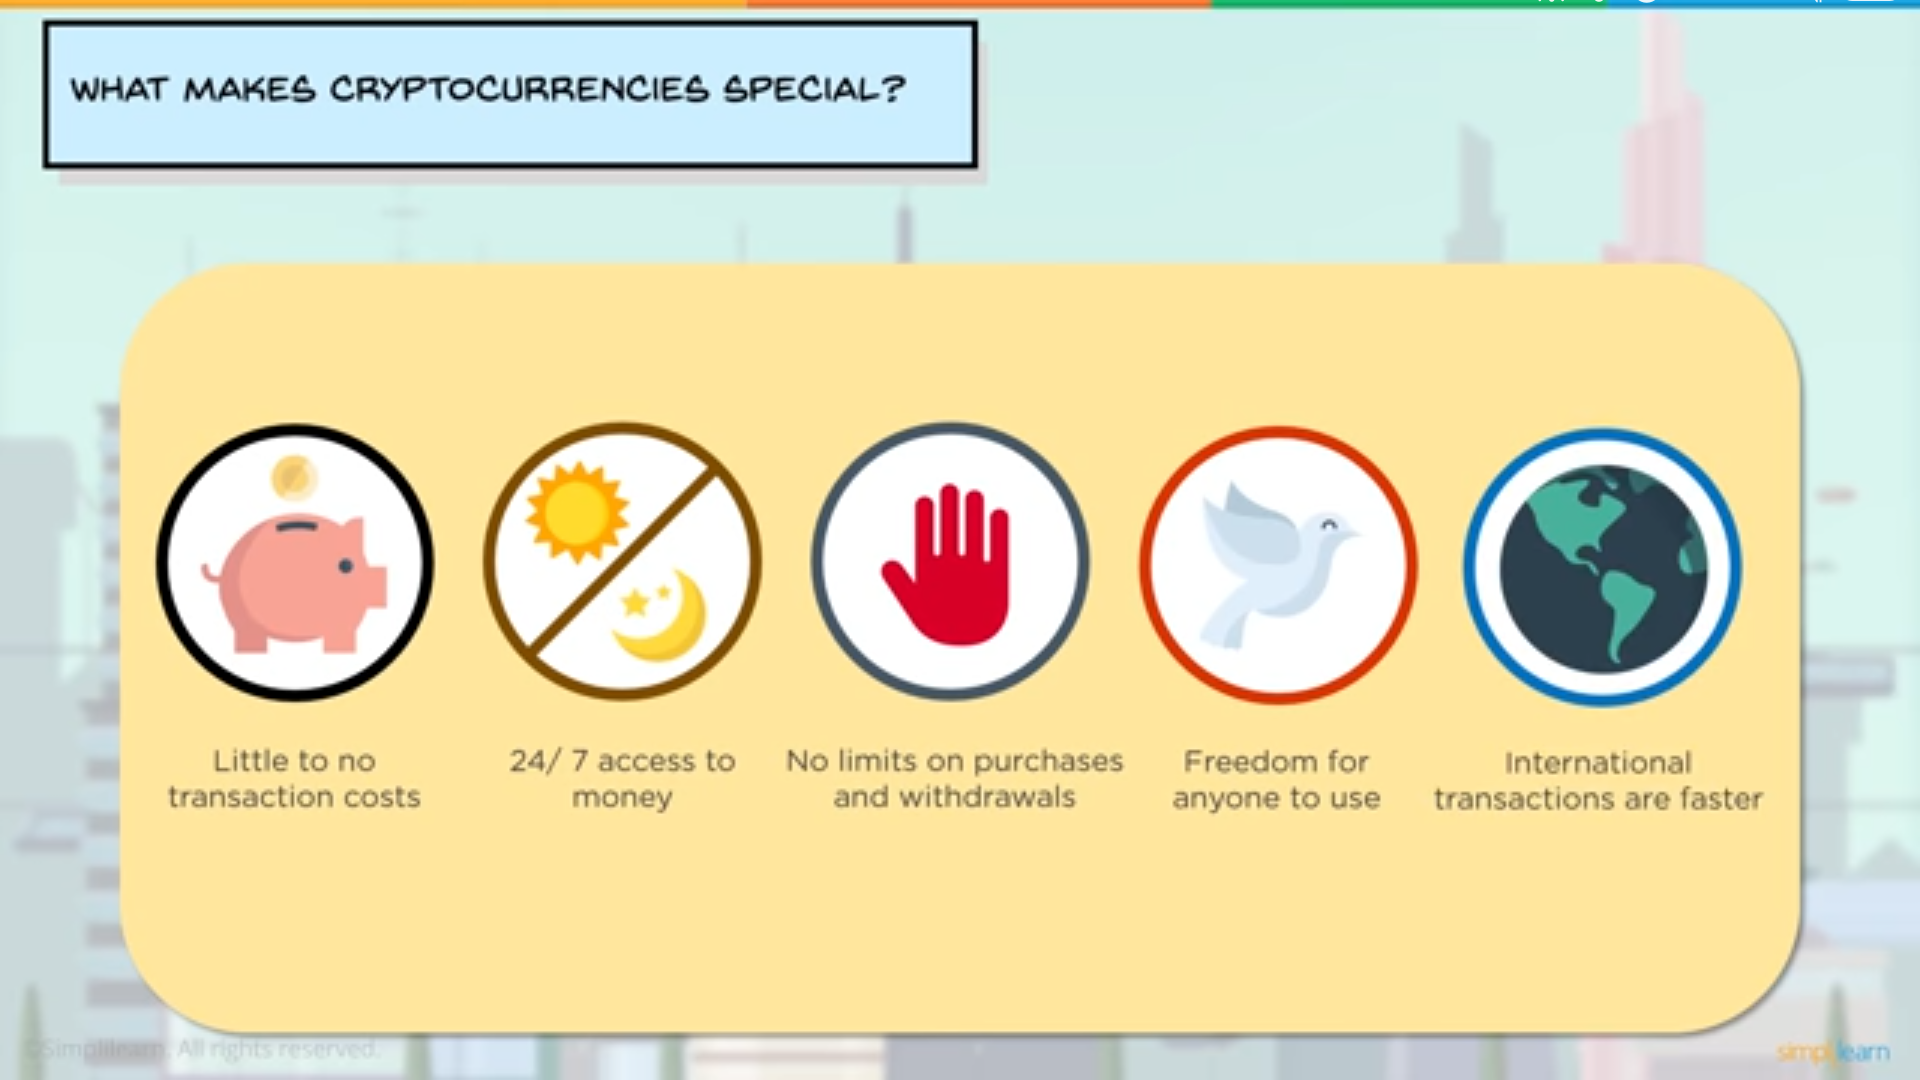 WHAT MAKES CRYPTOCURRENCIES SPECIAL?
Little to no
transaction costs
24/ 7 access to
money
No limits on purchases
and withdrawals
Freedom for
anyone to use
International
transactions are faster
©Simplilearn. All rights reserved.
simplilearn